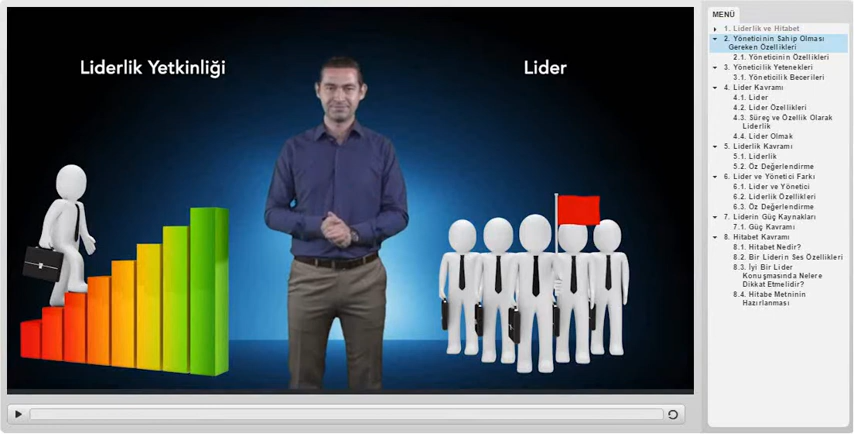 Liderlik Yetkinliği
Lider
MENÜ
1. Liderlik ve Hitabet
2. Yöneticinin Sahip Olması
Gereken Özellikleri
2.1. Yöneticinin Özellikleri
3. Yöneticilik Yetenekleri
3.1. Yöneticilik Becerileri
4. Lider Kavramı
4.1. Lider
4.2. Lider Özellikleri
4.3. Süreç ve Özellik Olarak
Liderlik
4.4. Lider Olmak
5. Liderlik Kavramı
5.1. Liderlik
5.2. Öz Değerlendirme
6. Lider ve Yönetici Farkı
6.1. Lider ve Yönetici
6.2. Liderlik Özellikleri
6.3. Öz Değerlendirme
7. Liderin Güç Kaynakları
7.1. Güç Kavramı
8. Hitabet Kavramı
8.1. Hitabet Nedir?
8.2. Bir Liderin Ses Özellikleri
8.3. İyi Bir Lider
Konuşmasında Nelere
Dikkat Etmelidir?
8.4. Hitabe Metninin
Hazırlanması